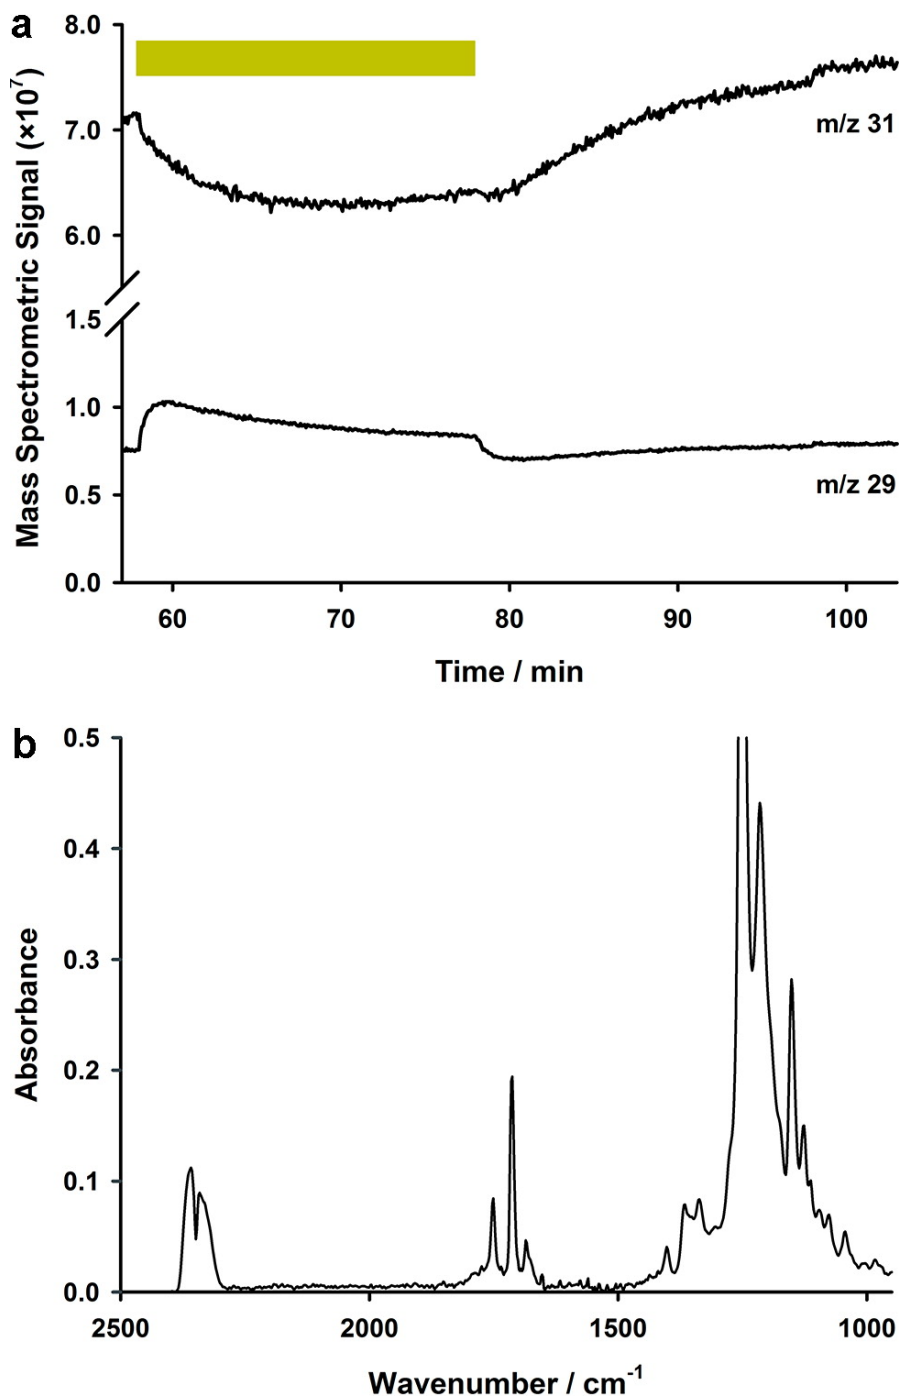 a
Mass Spectrometric Signal (×10⁷)
8.0
7.0
6.0
1.5
1.0
0.5
0.0
m/z 31
m/z 29
60 70 80 90 100
Time / min
b
Absorbance
0.5
0.4
0.3
0.2
0.1
0.0
2500 2000 1500 1000
Wavenumber / cm⁻¹